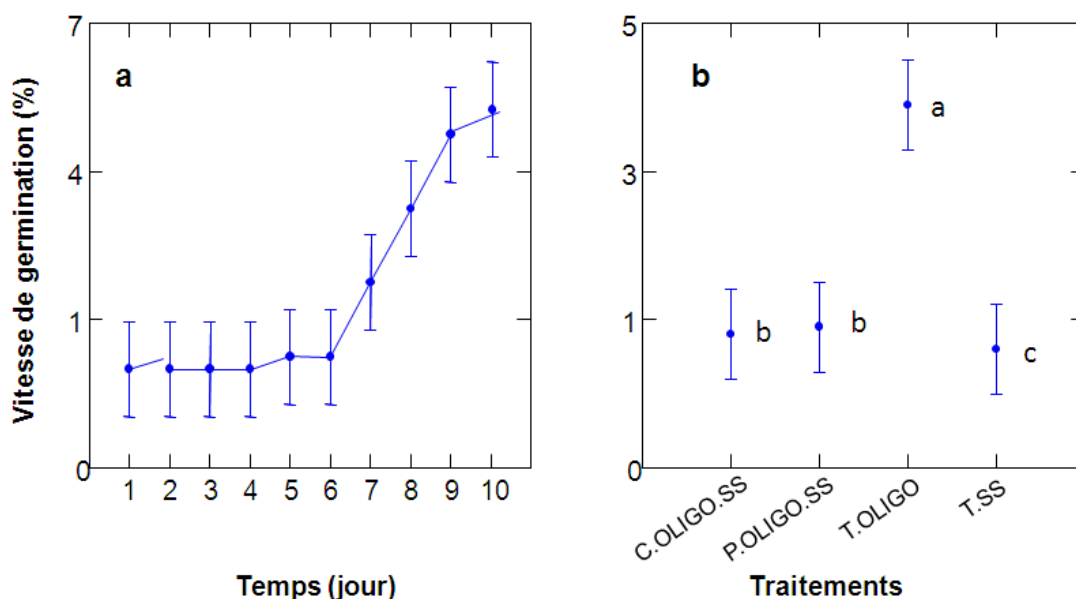 Vitesse de germination (%)
a
7
4
1
0
1 2 3 4 5 6 7 8 9 10
Temps (jour)
b
5
3
1
0
a
b
b
c
C.OLIGO.SS
P.OLIGO.SS
T.OLIGO
T.SS
Traitements